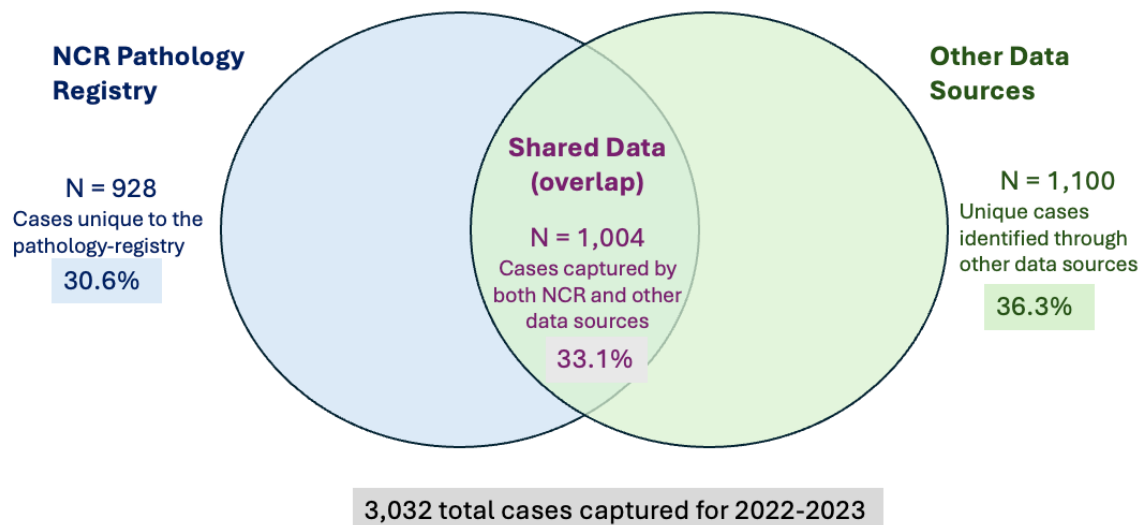 NCR Pathology
Registry
N = 928
Cases unique to the
pathology-registry
30.6%
Shared Data
(overlap)
N = 1,004
Cases captured by
both NCR and other
data sources
33.1%
Other Data
Sources
N = 1,100
Unique cases
identified through
other data sources
36.3%
3,032 total cases captured for 2022-2023